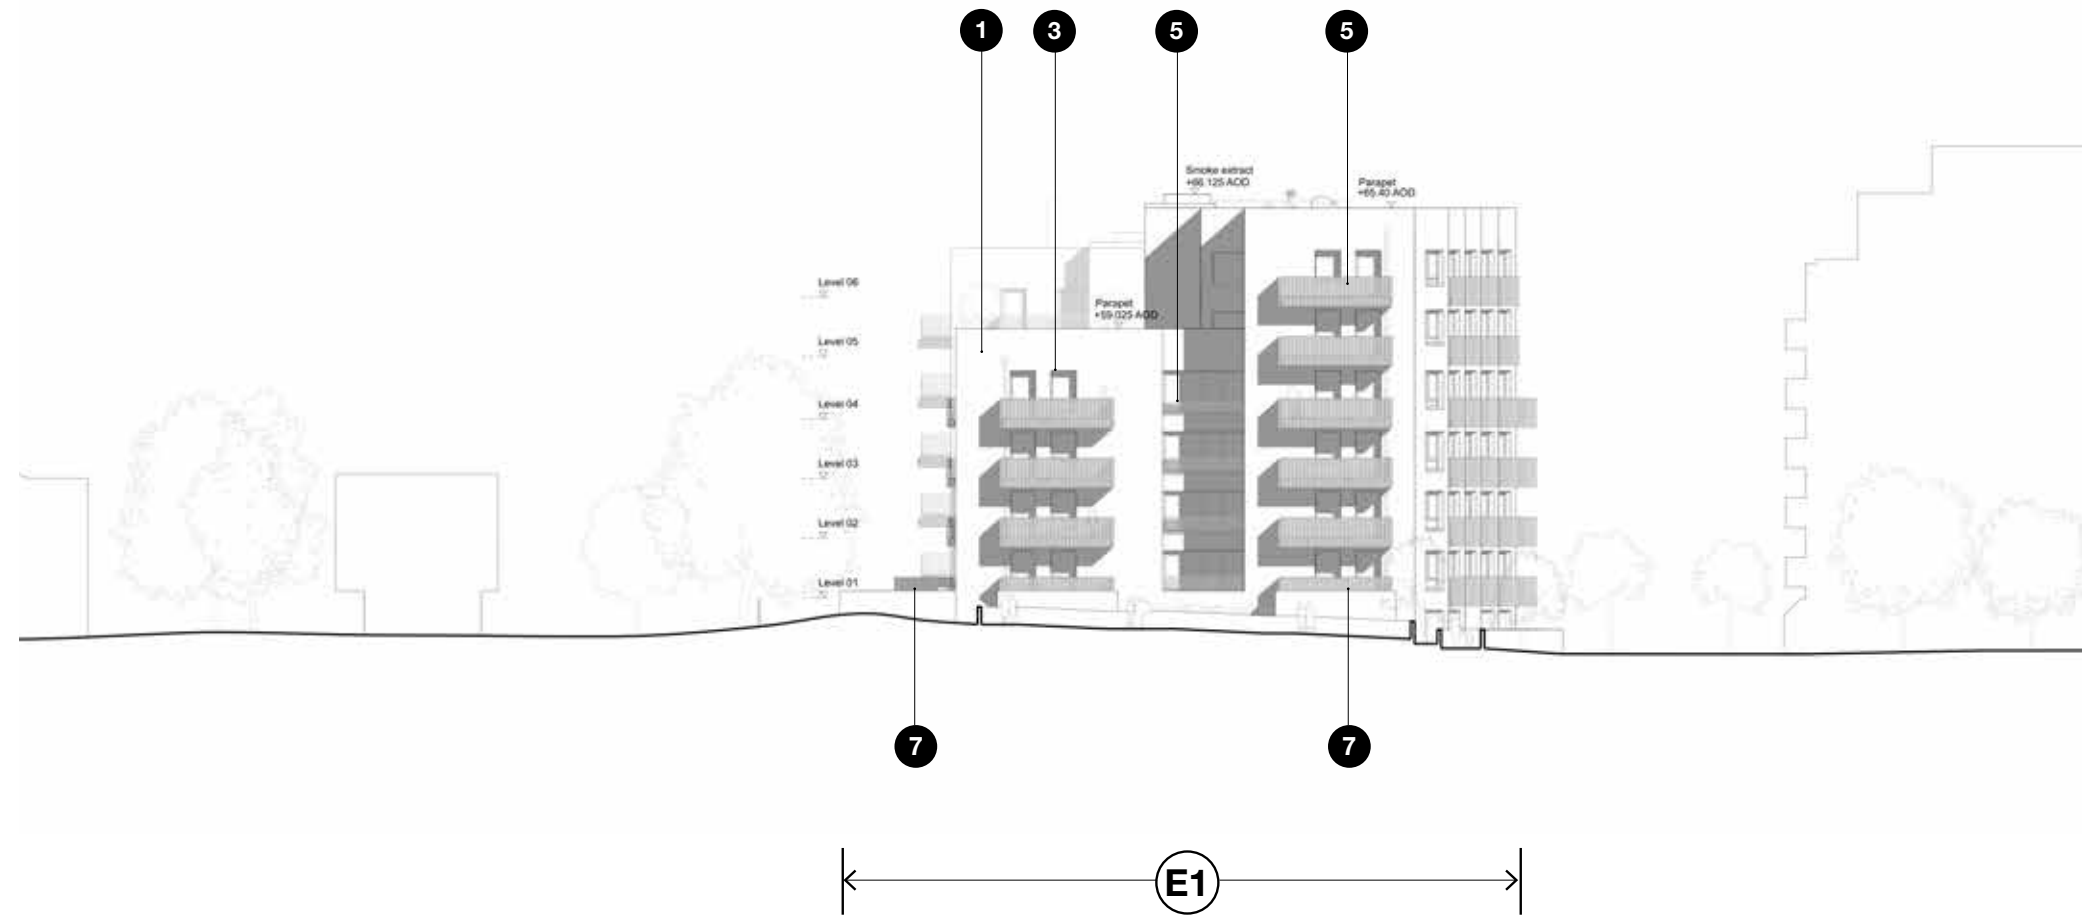 1 3 5 5
Smoke extract
+66.125 AOD
Parapet
+65.40 AOD
Level 06
Parapet
+59.025 AOD
Level 05
Level 04
Level 03
Level 02
Level 01
7 7
E1